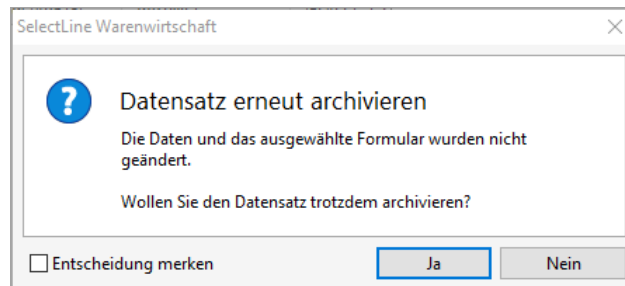 SelectLine Warenwirtschaft
Datensatz erneut archivieren
Die Daten und das ausgewählte Formular wurden nicht
geändert.
Wollen Sie den Datensatz trotzdem archivieren?
Entscheidung merken
Ja
Nein